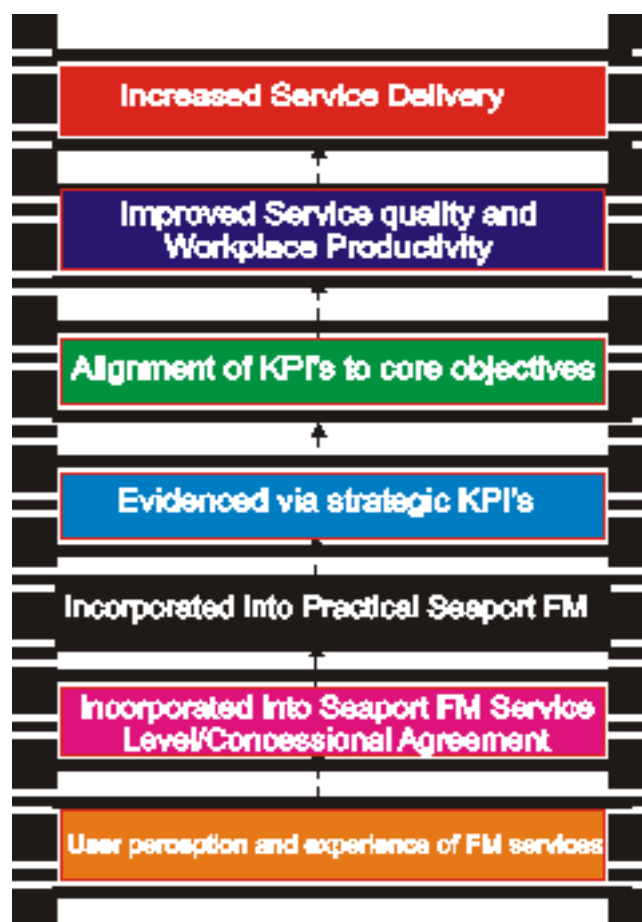 Increased Service Delivery
Improved Service quality and
Workplace Productivity
Alignment of KPI's to core objectives
Evidenced via strategic KPI's
Incorporated Into Practical Seaport FM
Incorporated Into Seaport FM Service
Level/Concessional Agreement
User perception and experience of FM services